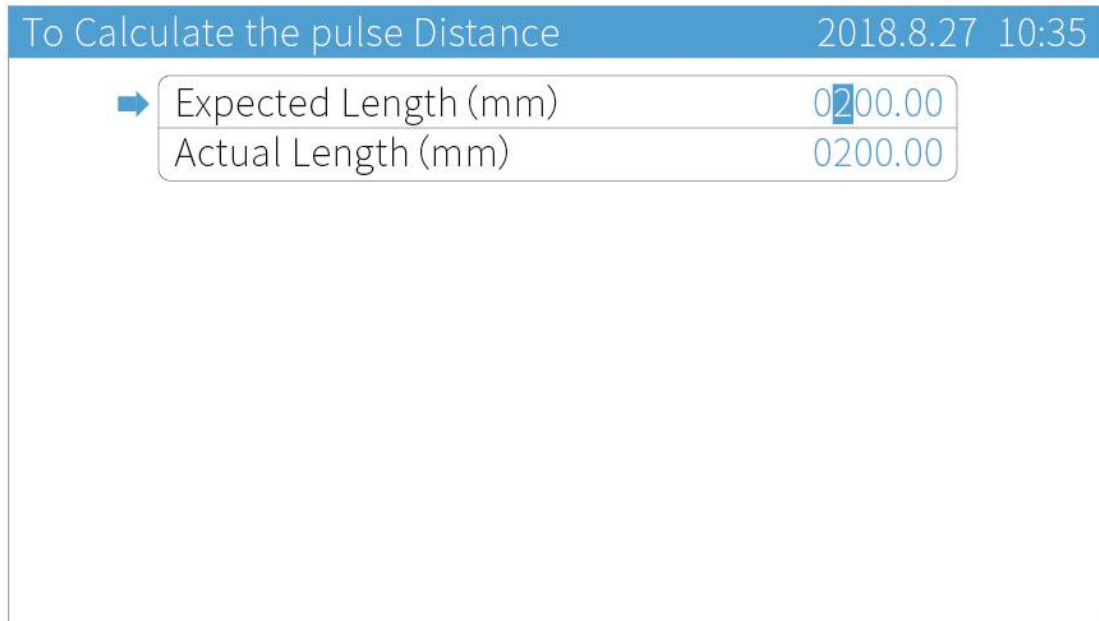 To Calculate the pulse Distance 2018.8.27 10:35
Expected Length (mm) 0200.00
Actual Length (mm) 0200.00